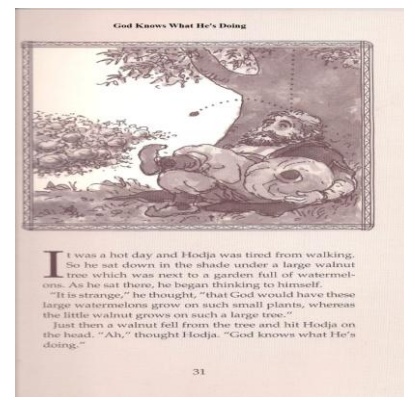 God Knows What He's Doing
It was a hot day and Hodja was tired from walking.
So he sat down in the shade under a large walnut
tree which was next to a garden full of watermel-
ons. As he sat there, he began thinking to himself.
"It is strange," he thought, "that God would have these
large watermelons grow on such small plants, whereas
the little walnut grows on such a large tree."
Just then a walnut fell from the tree and hit Hodja on
the head. "Ah," thought Hodja. "God knows what He's
doing."
31